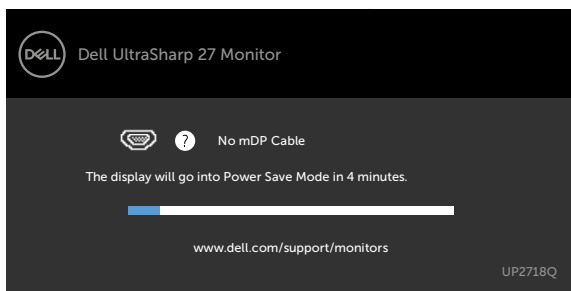 DELL
Dell UltraSharp 27 Monitor
? No mDP Cable
The display will go into Power Save Mode in 4 minutes.
www.dell.com/support/monitors
UP2718Q